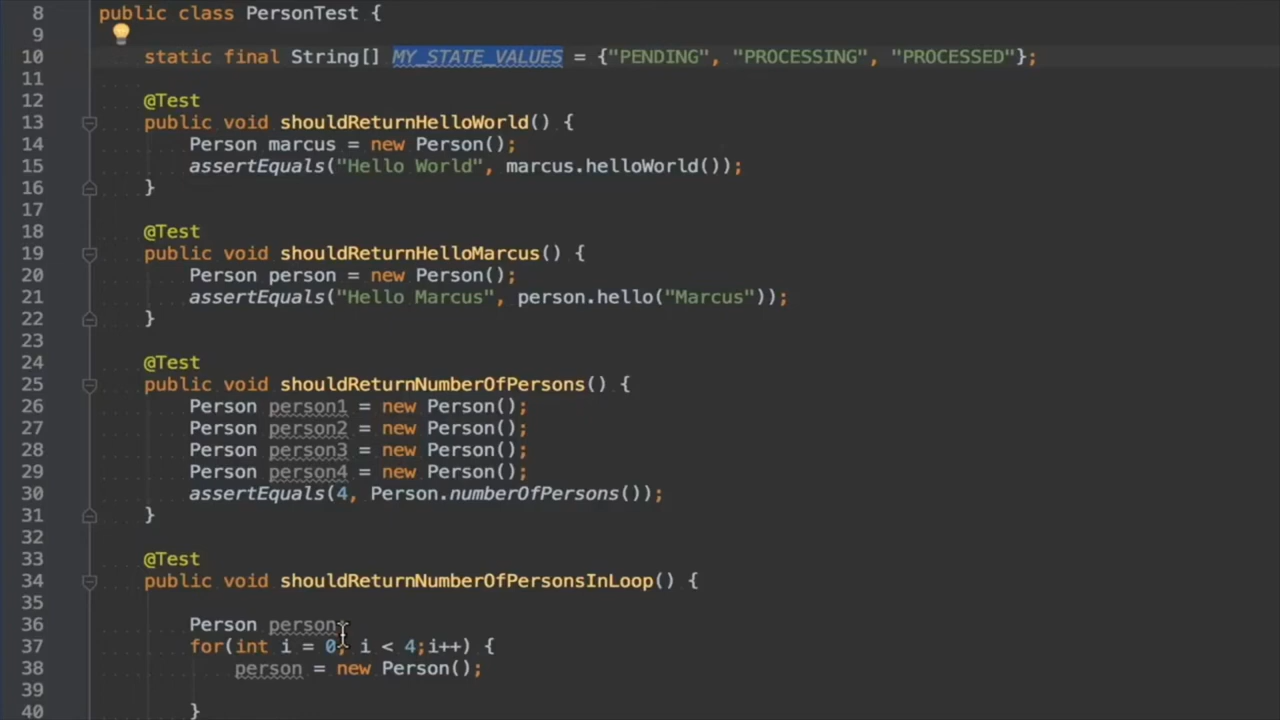 8 public class PersonTest {
9
10 static final String[] MY_STATE_VALUES = {"PENDING", "PROCESSING", "PROCESSED"};
11
12 @Test
13 public void shouldReturnHelloWorld() {
14 Person marcus = new Person();
15 assertEquals("Hello World", marcus.helloWorld());
16 }
17
18 @Test
19 public void shouldReturnHelloMarcus() {
20 Person person = new Person();
21 assertEquals("Hello Marcus", person.hello("Marcus"));
22 }
23
24 @Test
25 public void shouldReturnNumberOfPersons() {
26 Person person1 = new Person();
27 Person person2 = new Person();
28 Person person3 = new Person();
29 Person person4 = new Person();
30 assertEquals(4, Person.numberOfPersons());
31 }
32
33 @Test
34 public void shouldReturnNumberOfPersonsInLoop() {
35
36 Person person;
37 for(int i = 0; i < 4;i++) {
38 person = new Person();
39
40 }